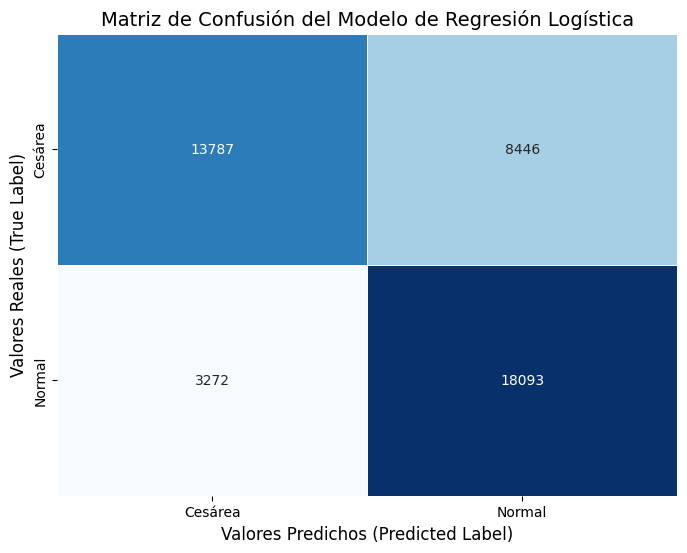 Matriz de Confusión del Modelo de Regresión Logística
Valores Reales (True Label)
Cesárea
13787
8446
Normal
3272
18093
Cesárea
Normal
Valores Predichos (Predicted Label)